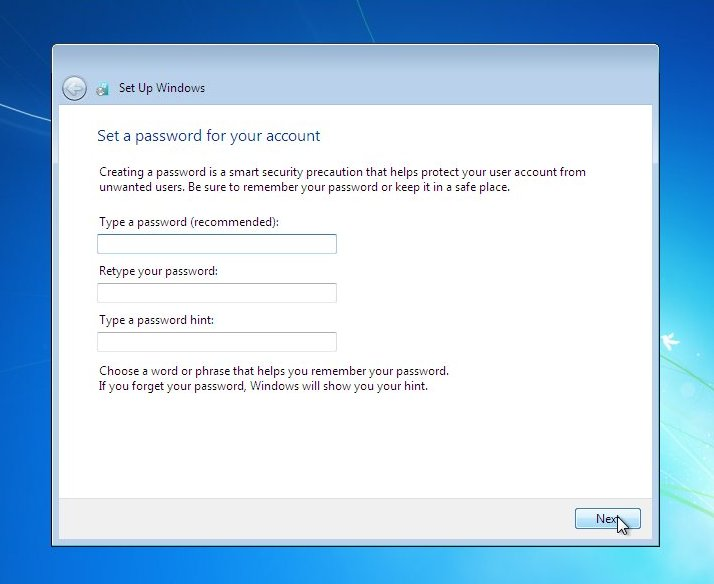 Set Up Windows
Set a password for your account
Creating a password is a smart security precaution that helps protect your user account from
unwanted users. Be sure to remember your password or keep it in a safe place.
Type a password (recommended):
Retype your password:
Type a password hint:
Choose a word or phrase that helps you remember your password.
If you forget your password, Windows will show you your hint.
Next